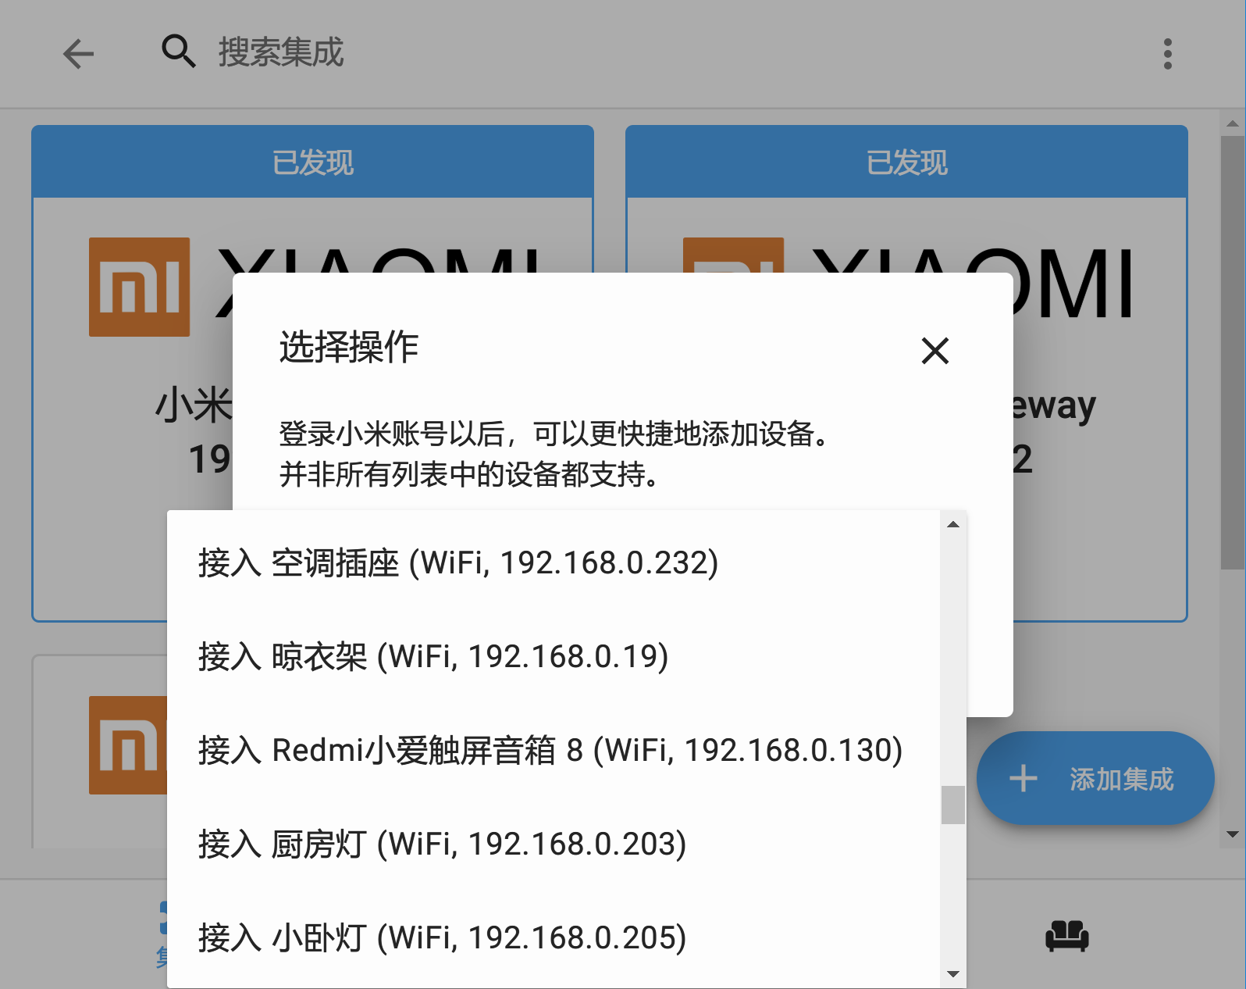 搜索集成
已发现
已发现
mi XIAOMI
mi XIAOMI
小米
eway
19
2
选择操作
登录小米账号以后，可以更快捷地添加设备。
并非所有列表中的设备都支持。
接入 空调插座 (WiFi, 192.168.0.232)
接入 晾衣架 (WiFi, 192.168.0.19)
接入 Redmi小爱触屏音箱 8 (WiFi, 192.168.0.130)
mi
添加集成
接入 厨房灯 (WiFi, 192.168.0.203)
接入 小卧灯 (WiFi, 192.168.0.205)